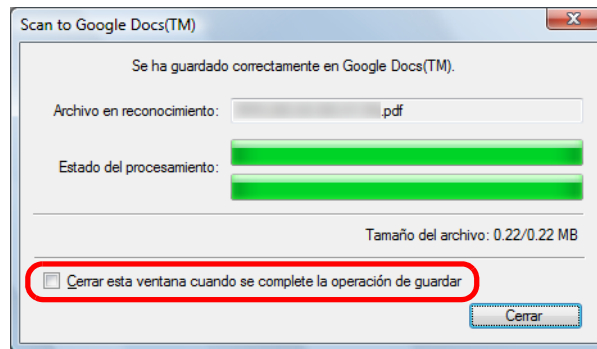 Scan to Google Docs(TM)
Se ha guardado correctamente en Google Docs(TM).
Archivo en reconocimiento: .pdf
Estado del procesamiento:
Tamaño del archivo: 0.22/0.22 MB
Cerrar esta ventana cuando se complete la operación de guardar
Cerrar